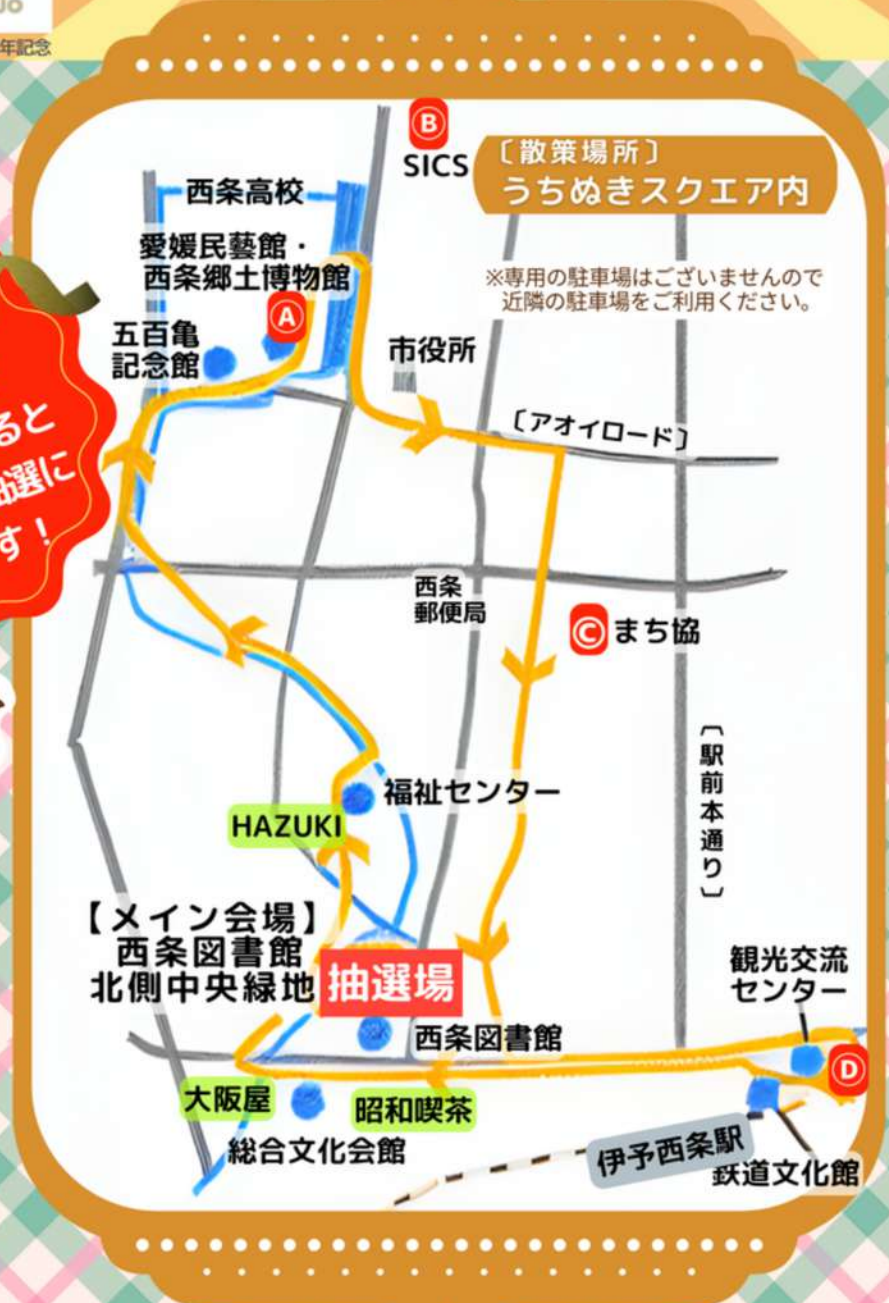 年記念
Ⓑ
SICS
〔散策場所〕
うちぬきスクエア内
西条高校
愛媛民藝館・
西条郷土博物館
※専用の駐車場はございませんので
近隣の駐車場をご利用ください。
Ⓐ
五百亀
記念館
市役所
〔アオイロード〕
ると
抽選に
す！
西条
郵便局
Ⓒ まち協
〔駅前本通り〕
福祉センター
HAZUKI
【メイン会場】
西条図書館
北側中央緑地
抽選場
観光交流
センター
西条図書館
Ⓓ
大阪屋
昭和喫茶
総合文化会館
伊予西条駅
鉄道文化館